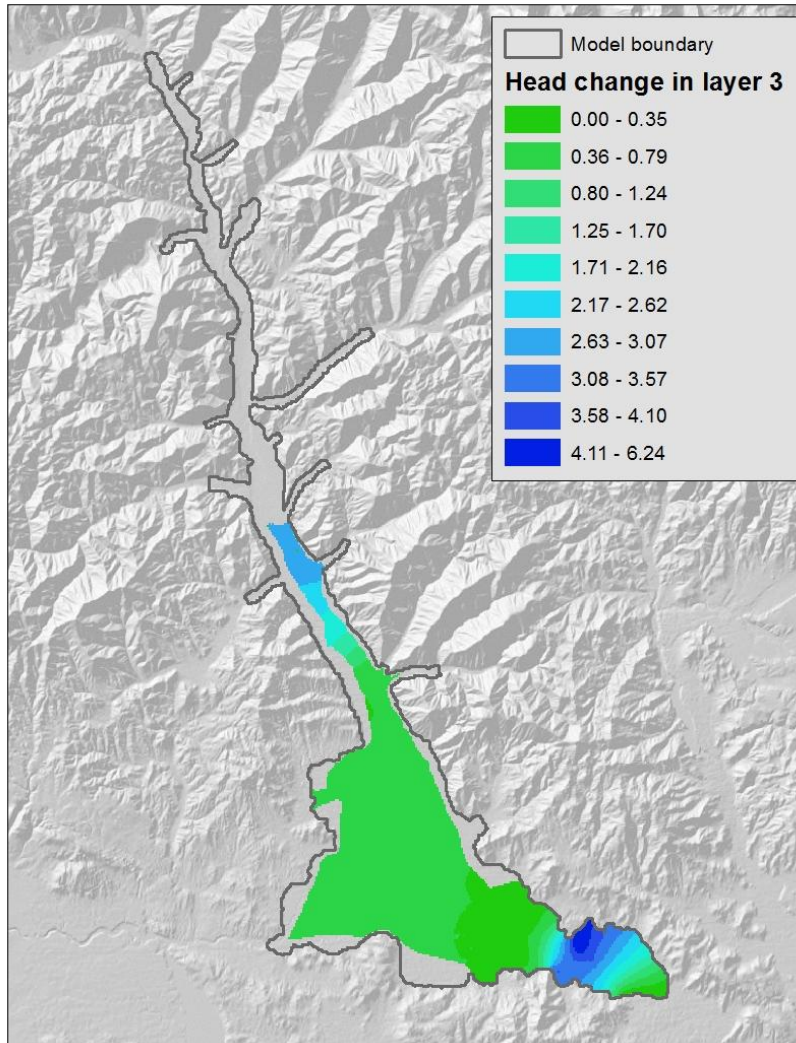 Model boundary
Head change in layer 3
0.00 - 0.35
0.36 - 0.79
0.80 - 1.24
1.25 - 1.70
1.71 - 2.16
2.17 - 2.62
2.63 - 3.07
3.08 - 3.57
3.58 - 4.10
4.11 - 6.24